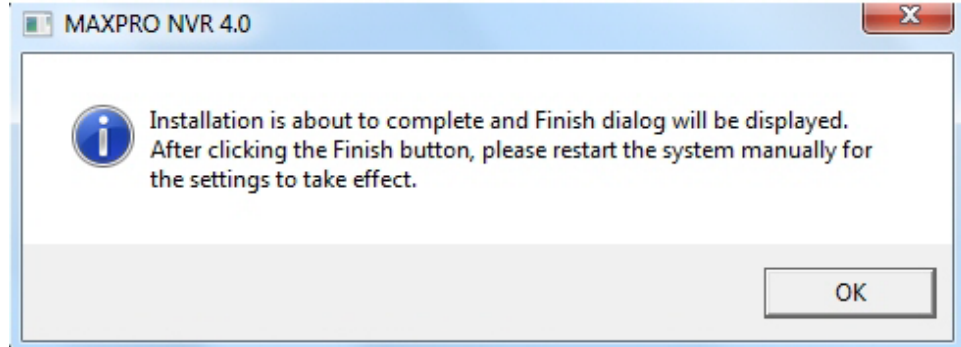 MAXPRO NVR 4.0
Installation is about to complete and Finish dialog will be displayed.
After clicking the Finish button, please restart the system manually for
the settings to take effect.
OK